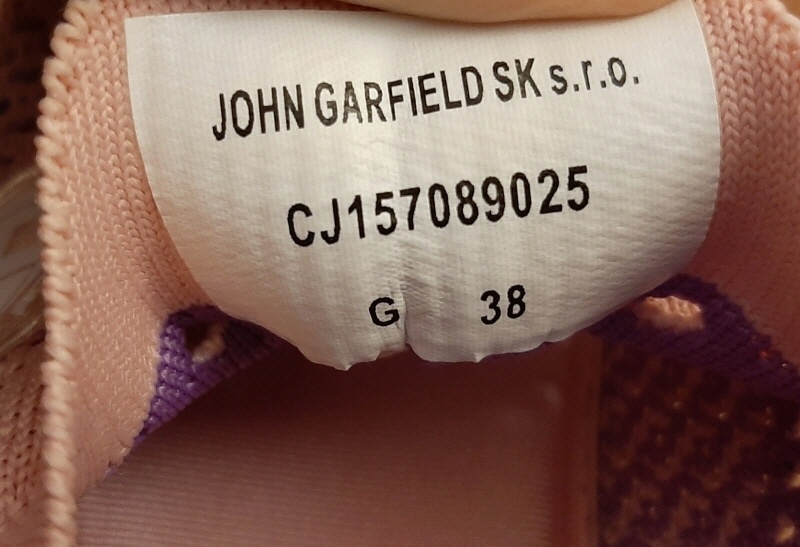 JOHN GARFIELD SK s.r.o.
CJ157089025
G 38